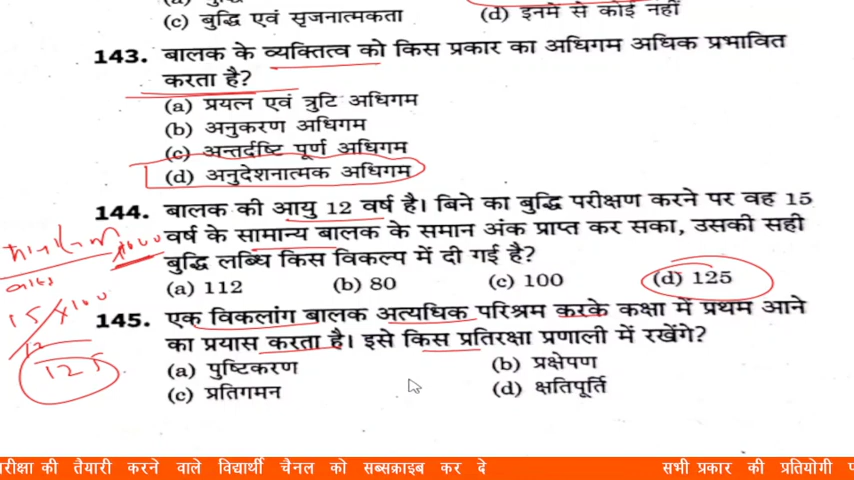 (c) बुद्धि एवं सृजनात्मकता (d) इनमे से कोई नहीं
143. बालक के व्यक्तित्व को किस प्रकार का अधिगम अधिक प्रभावित
करता है?
(a) प्रयत्न एवं त्रुटि अधिगम
(b) अनुकरण अधिगम
(c) अन्तर्दष्टि पूर्ण अधिगम
(d) अनुदेशनात्मक अधिगम
144. बालक की आयु 12 वर्ष है। बिने का बुद्धि परीक्षण करने पर वह 15
वर्ष के सामान्य बालक के समान अंक प्राप्त कर सका, उसकी सही
बुद्धि लब्धि किस विकल्प में दी गई है?
(a) 112 (b) 80 (c) 100 (d) 125
15 x100
12
125
145. एक विकलांग बालक अत्यधिक परिश्रम करके कक्षा में प्रथम आने
का प्रयास करता है। इसे किस प्रतिरक्षा प्रणाली में रखेंगे?
(a) पुष्टिकरण (b) प्रक्षेपण
(c) प्रतिगमन (d) क्षतिपूर्ति
परीक्षा की तैयारी करने वाले विद्यार्थी चैनल को सब्सक्राइब कर दे सभी प्रकार की प्रतियोगी